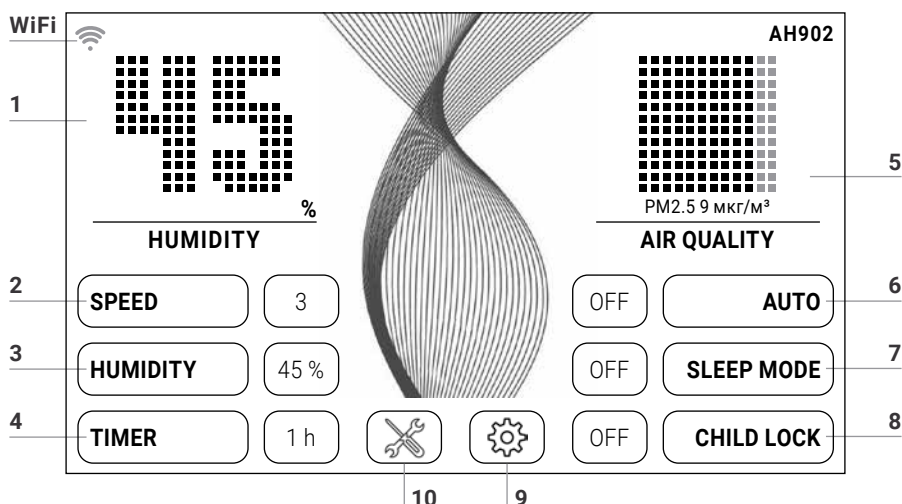 WiFi
AH902
1
45
%
HUMIDITY
PM2.5 9 мкг/м³
AIR QUALITY
5
2
SPEED
3
OFF
AUTO
6
3
HUMIDITY
45 %
OFF
SLEEP MODE
7
4
TIMER
1 h
OFF
CHILD LOCK
8
10
9